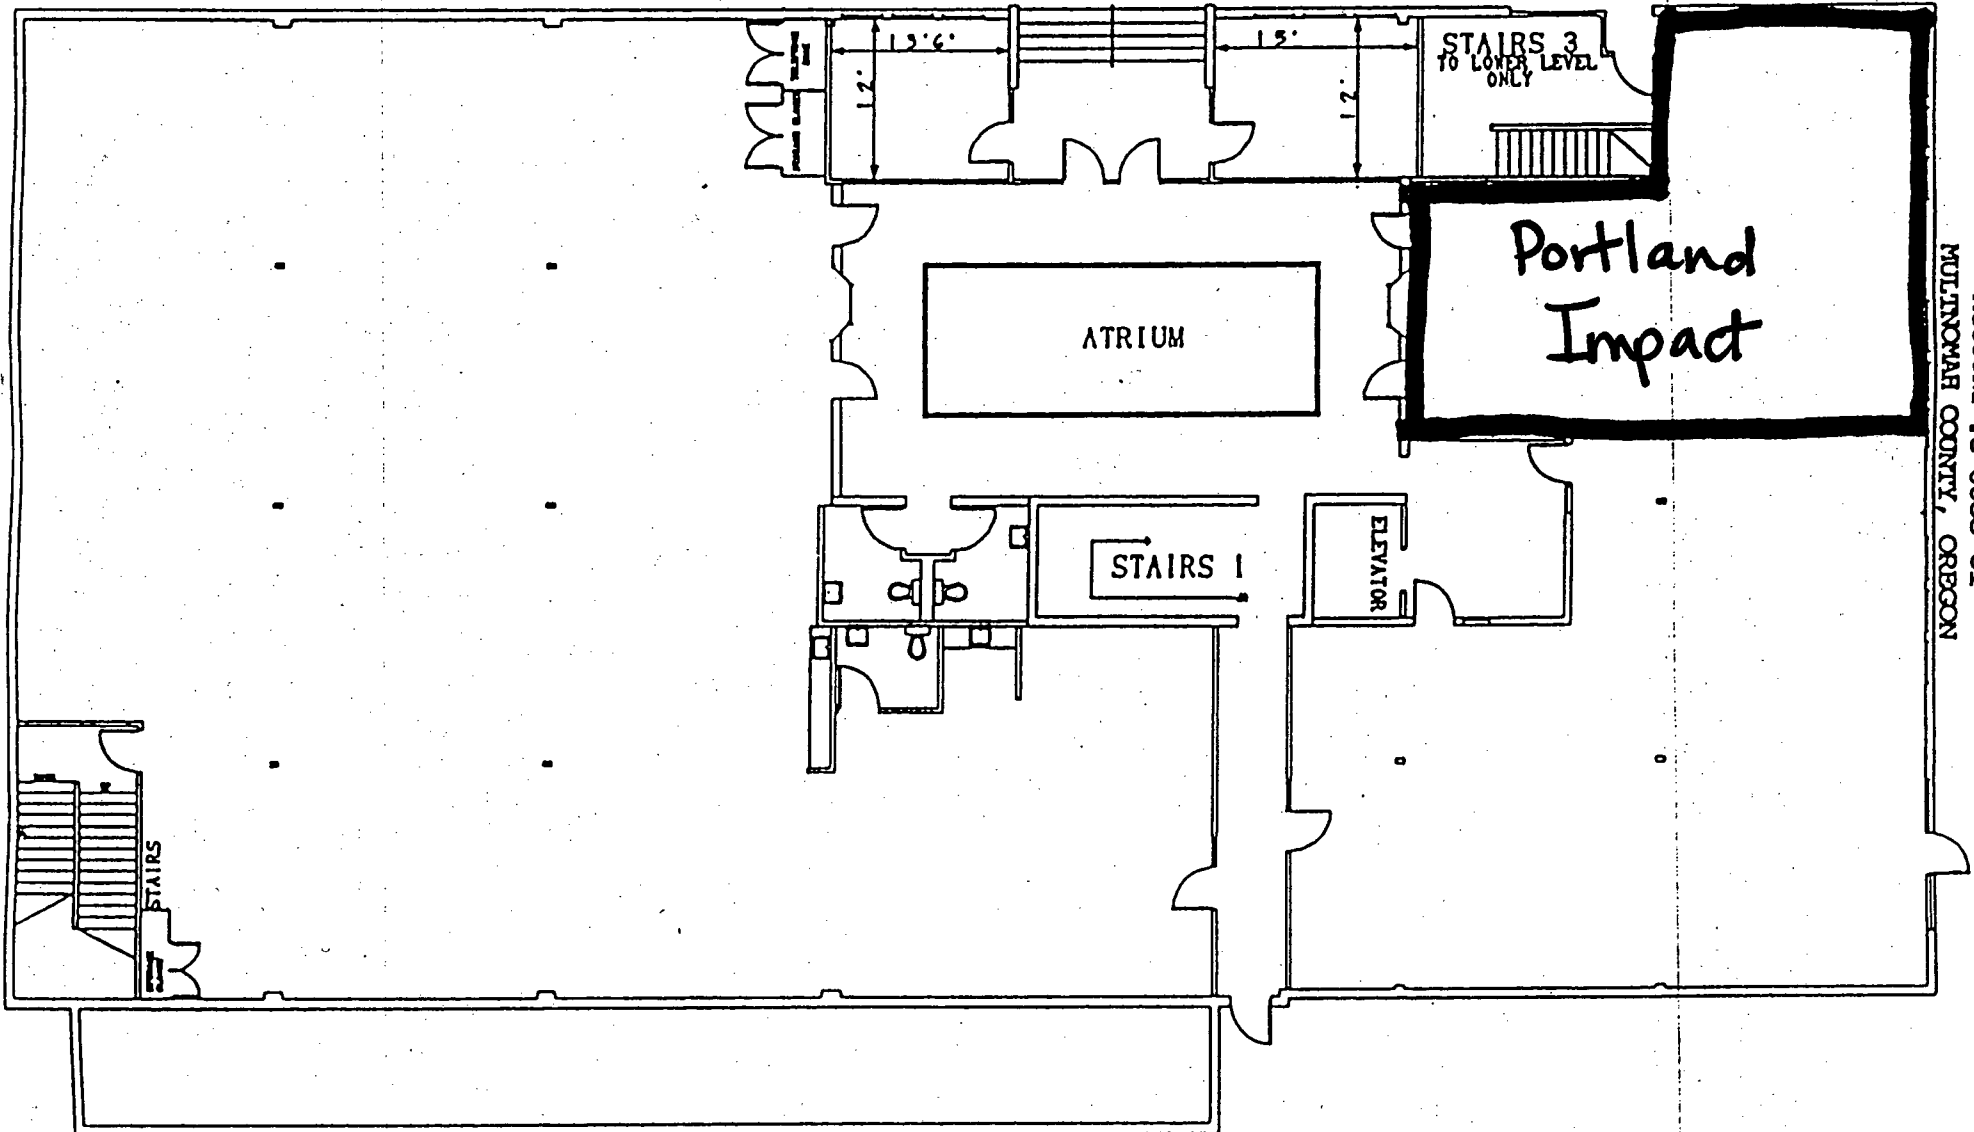 13'6"
15'
12'
12'
STAIRS 3
TO LOWER LEVEL
ONLY
Portland
Impact
ATRIUM
STAIRS 1
ELEVATOR
STAIRS
MULTNOMAH COUNTY, OREGON